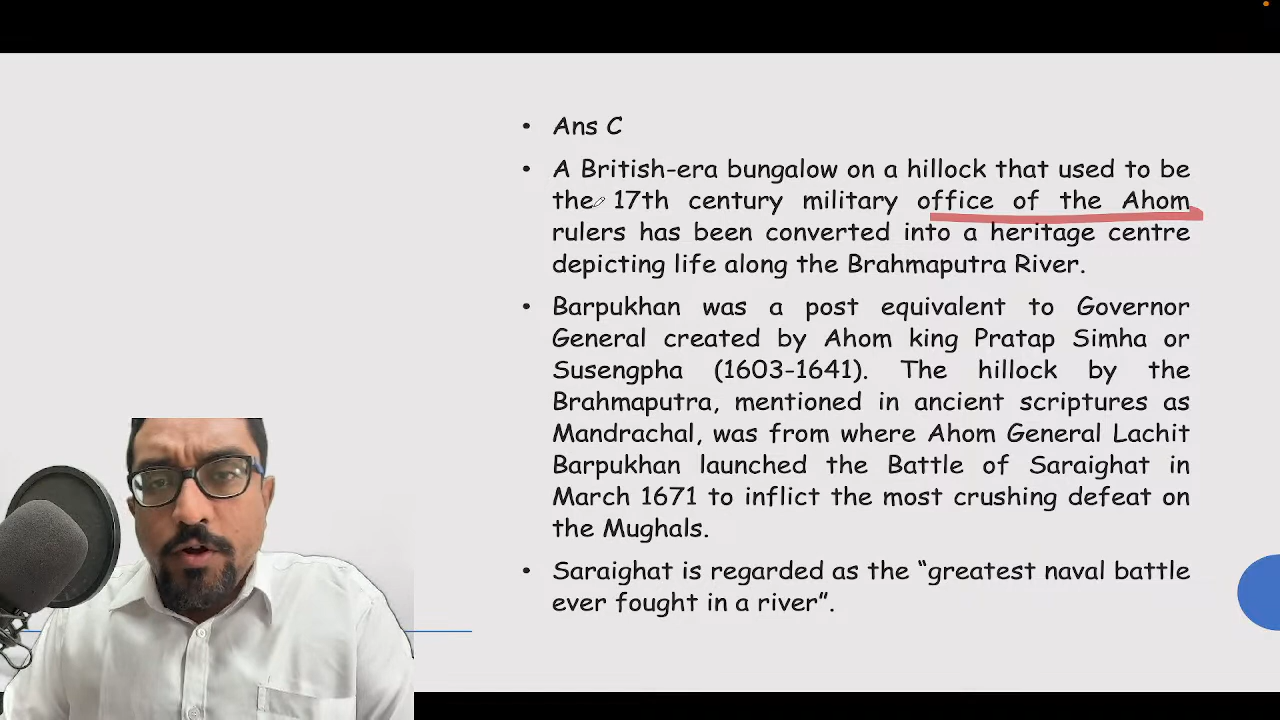 • Ans C
• A British-era bungalow on a hillock that used to be
the 17th century military office of the Ahom
rulers has been converted into a heritage centre
depicting life along the Brahmaputra River.
• Barpukhan was a post equivalent to Governor
General created by Ahom king Pratap Simha or
Susengpha (1603-1641). The hillock by the
Brahmaputra, mentioned in ancient scriptures as
Mandrachal, was from where Ahom General Lachit
Barpukhan launched the Battle of Saraighat in
March 1671 to inflict the most crushing defeat on
the Mughals.
• Saraighat is regarded as the “greatest naval battle
ever fought in a river”.